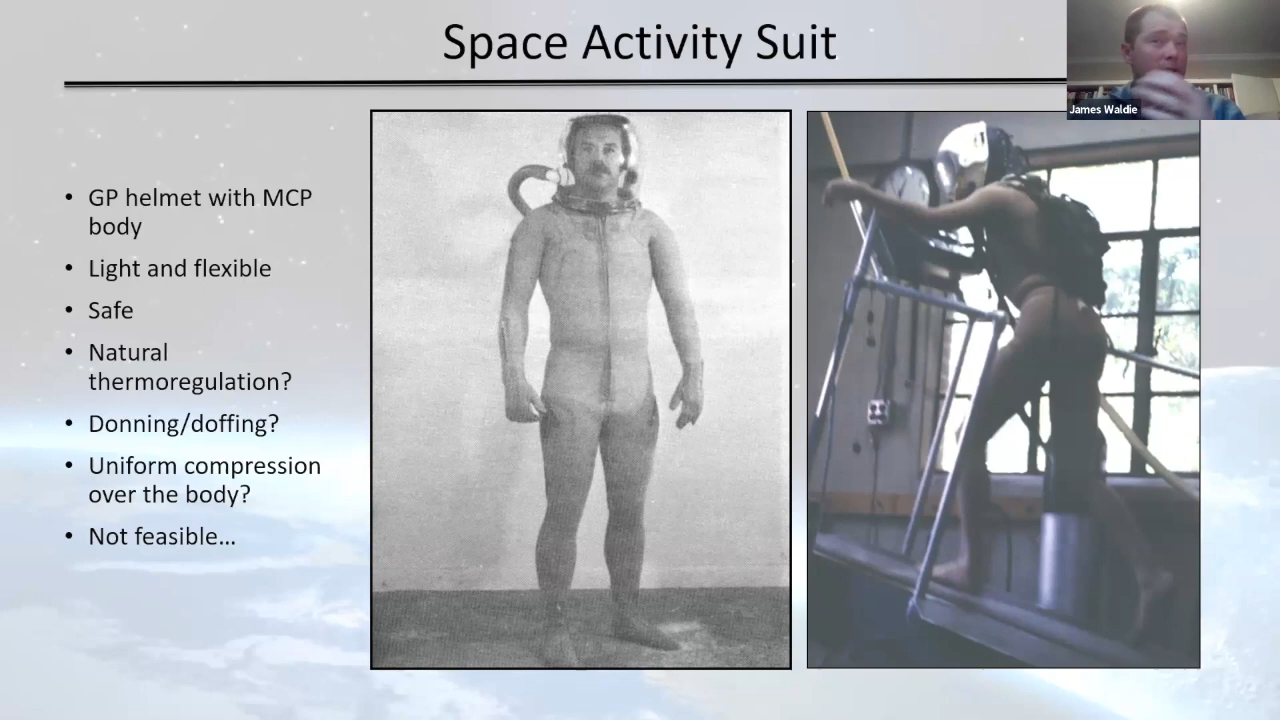 Space Activity Suit
James Waldie
• GP helmet with MCP
body
• Light and flexible
• Safe
• Natural
thermoregulation?
• Donning/doffing?
• Uniform compression
over the body?
• Not feasible...